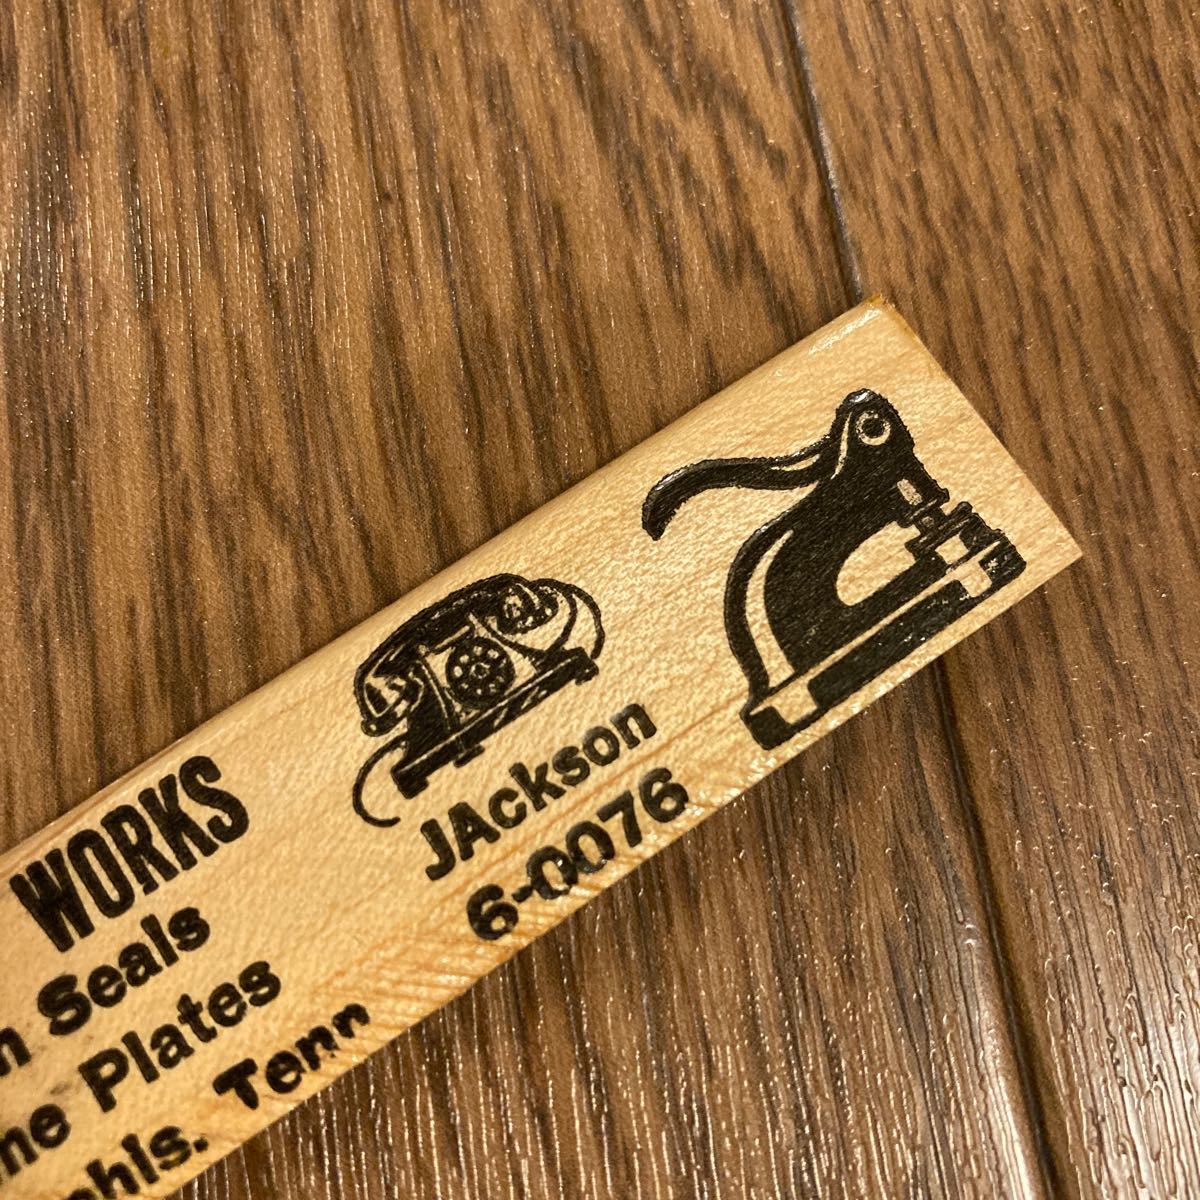 WORKS
Seals
Plates
Tenn
JAckson
6-0076